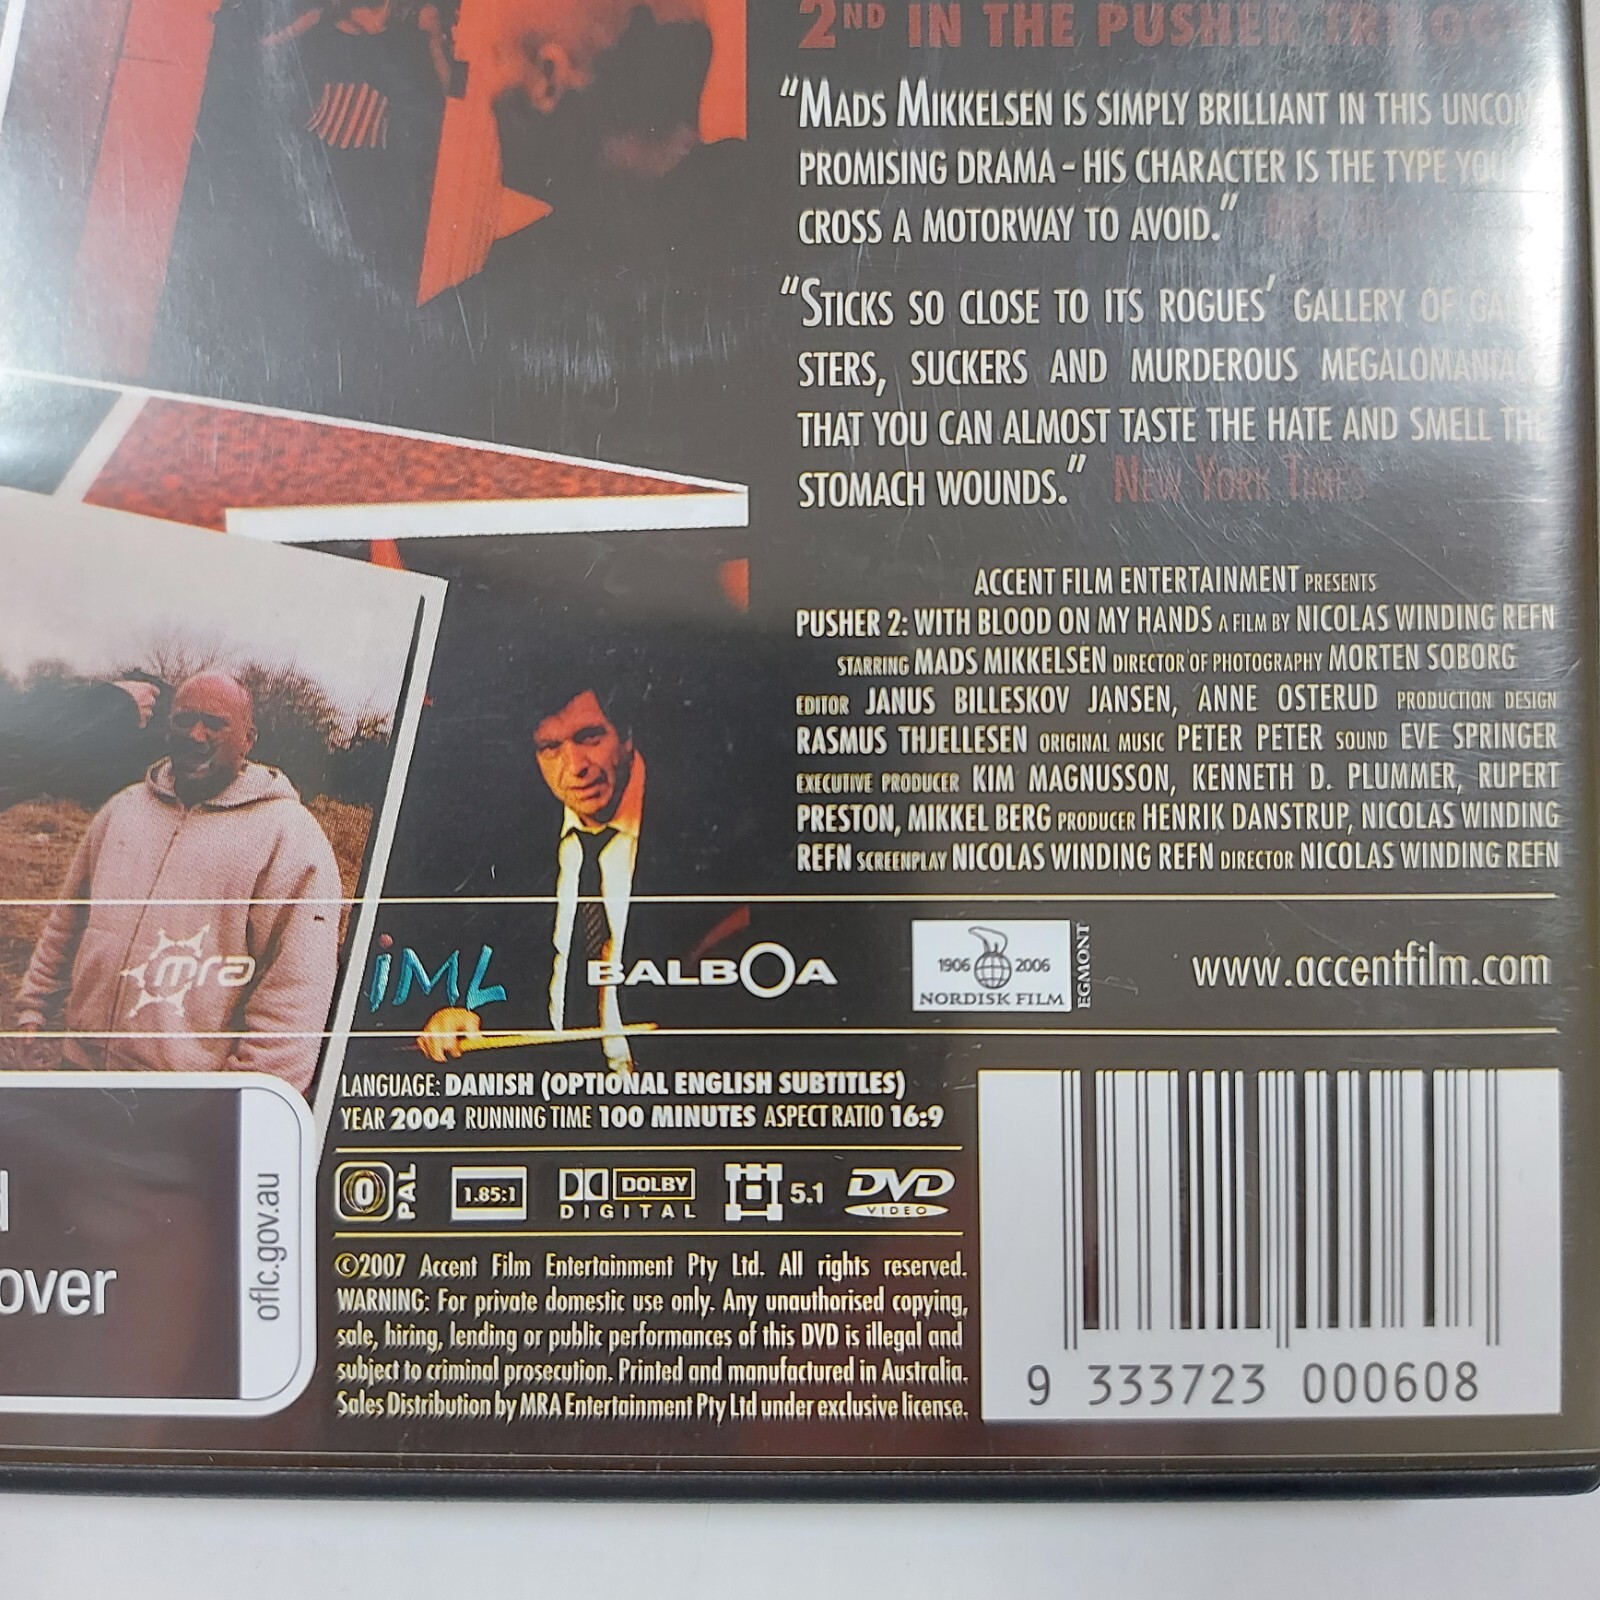 2ND IN THE PUSHER TRILOGY
"MADS MIKKELSEN IS SIMPLY BRILLIANT IN THIS UNCOM
PROMISING DRAMA - HIS CHARACTER IS THE TYPE YOU
CROSS A MOTORWAY TO AVOID."
"STICKS SO CLOSE TO ITS ROGUES' GALLERY OF GANG
STERS, SUCKERS AND MURDEROUS MEGALOMANIACS
THAT YOU CAN ALMOST TASTE THE HATE AND SMELL THE
STOMACH WOUNDS." NEW YORK TIMES
ACCENT FILM ENTERTAINMENT PRESENTS
PUSHER 2: WITH BLOOD ON MY HANDS A FILM BY NICOLAS WINDING REFN
STARRING MADS MIKKELSEN DIRECTOR OF PHOTOGRAPHY MORTEN SOBORG
EDITOR JANUS BILLESKOV JANSEN, ANNE OSTERUD PRODUCTION DESIGN
RASMUS THJELLESEN ORIGINAL MUSIC PETER PETER SOUND EVE SPRINGER
EXECUTIVE PRODUCER KIM MAGNUSSON, KENNETH D. PLUMMER, RUPERT
PRESTON, MIKKEL BERG PRODUCER HENRIK DANSTRUP, NICOLAS WINDING
REFN SCREENPLAY NICOLAS WINDING REFN DIRECTOR NICOLAS WINDING REFN
mra iML BALBOA 1906 2006 NORDISK FILM EGMONT www.accentfilm.com
LANGUAGE: DANISH (OPTIONAL ENGLISH SUBTITLES)
YEAR 2004 RUNNING TIME 100 MINUTES ASPECT RATIO 16:9
0 PAL 1.85:1 DOLBY DIGITAL 5.1 DVD VIDEO
©2007 Accent Film Entertainment Pty Ltd. All rights reserved.
WARNING: For private domestic use only. Any unauthorised copying,
sale, hiring, lending or public performances of this DVD is illegal and
subject to criminal prosecution. Printed and manufactured in Australia.
Sales Distribution by MRA Entertainment Pty Ltd under exclusive license.
over
oflc.gov.au
9 333723 000608